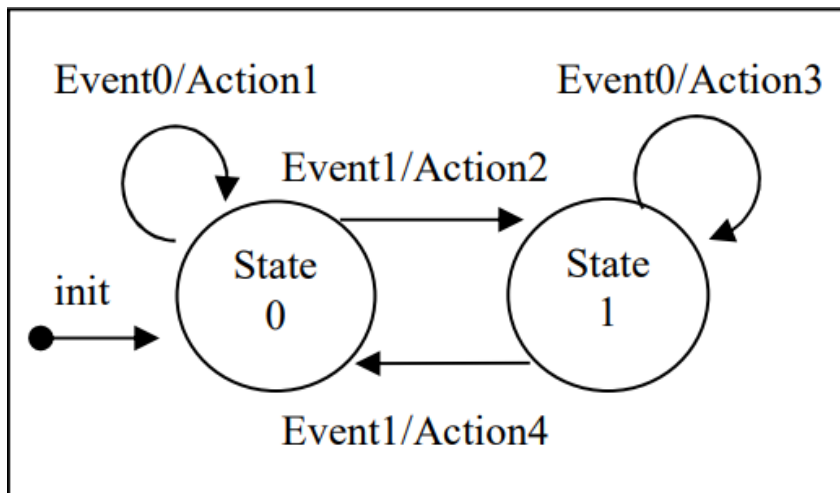 Event0/Action1
Event0/Action3
Event1/Action2
State
0
State
1
init
Event1/Action4